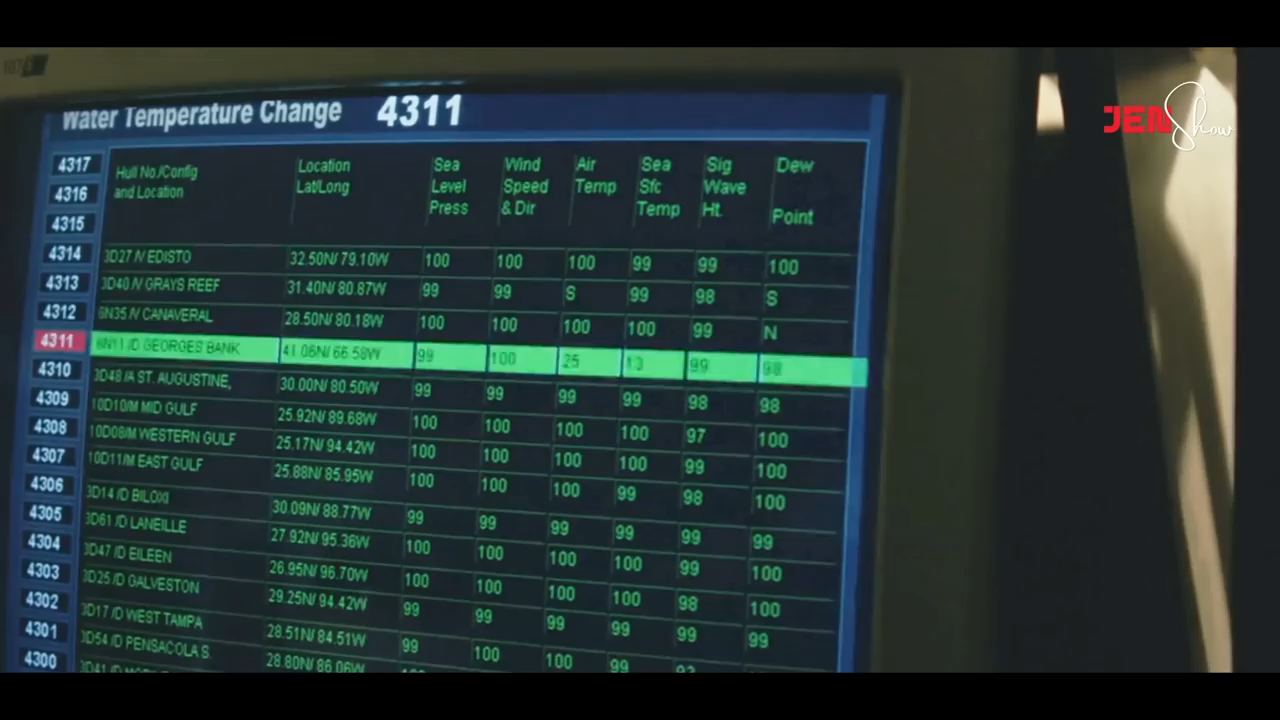 JEN Show
Water Temperature Change 4311
4317 Hull No./Config and Location Location Lat/Long Sea Level Press Wind Speed & Dir Air Temp Sea Sfc Temp Sig Wave Ht. Dew Point
4316
4315
4314
4313
4312
4311
4310
4309
4308
4307
4306
4305
4304
4303
4302
4301
4300
3D27 /V EDISTO 32.50N/ 79.10W 100 100 100 99 99 100
3D40 /V GRAYS REEF 31.40N/ 80.87W 99 99 S 99 98 S
6N35 /V CANAVERAL 28.50N/ 80.18W 100 100 100 100 99 N
6N11 /D GEORGES BANK 41.06N/ 66.58W 99 100 25 13 99 98
3D48 /A ST. AUGUSTINE, 30.00N/ 80.50W 99 99 99 99 98 98
10D10/M MID GULF 25.92N/ 89.68W 100 100 100 100 97 100
10D08/M WESTERN GULF 25.17N/ 94.42W 100 100 100 100 99 100
10D11/M EAST GULF 25.88N/ 85.95W 100 100 100 99 98 100
3D14 /D BILOXI 30.09N/ 88.77W 99 99 99 99 99 99
3D61 /D LANEILLE 27.92N/ 95.36W 100 100 100 100 99 100
3D47 /D EILEEN 26.95N/ 96.70W 100 100 100 100 98 100
3D25 /D GALVESTON 29.25N/ 94.42W 99 99 99 99 99 99
3D17 /D WEST TAMPA 28.51N/ 84.51W 99 100 100 99
3D54 /D PENSACOLA S. 28.80N/ 86.06W